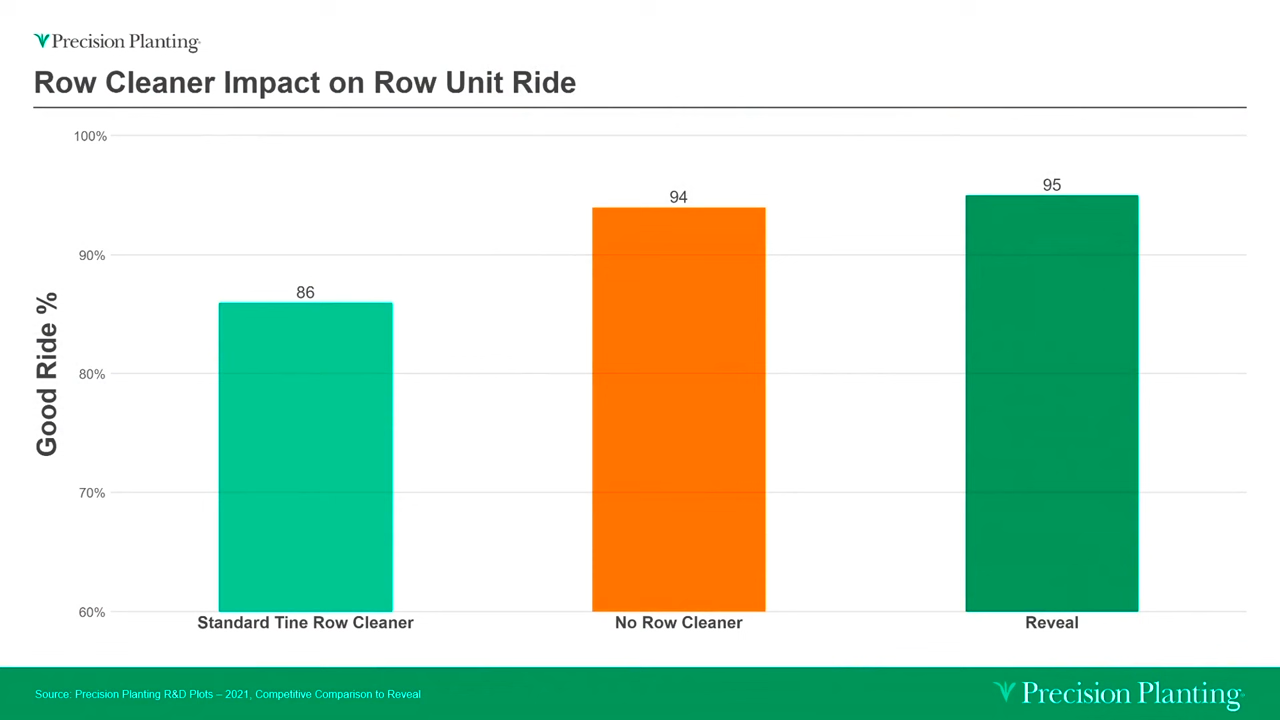 Precision Planting
Row Cleaner Impact on Row Unit Ride
Good Ride %
100%
90%
80%
70%
60%
86
94
95
Standard Tine Row Cleaner
No Row Cleaner
Reveal
Source: Precision Planting R&D Plots – 2021, Competitive Comparison to Reveal
Precision Planting